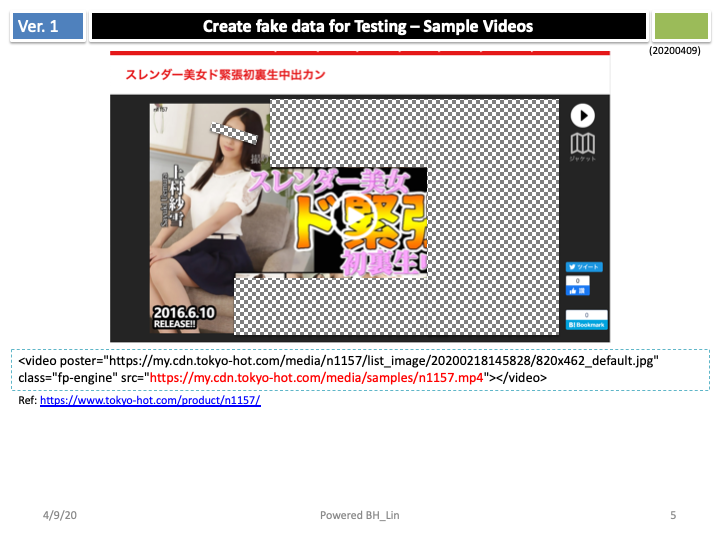 Ver. 1
Create fake data for Testing – Sample Videos
(20200409)
スレンダー美女ド緊張初裏生中出カン
n1157
上村紗雪
スレンダー美女
ド緊張
初裏生
2016.6.10
RELEASE!!
ジャケット
ツイート
0
0
B! Bookmark
<video poster="https://my.cdn.tokyo-hot.com/media/n1157/list_image/20200218145828/820x462_default.jpg"
class="fp-engine" src="https://my.cdn.tokyo-hot.com/media/samples/n1157.mp4"></video>
Ref: https://www.tokyo-hot.com/product/n1157/
4/9/20
Powered BH_Lin
5